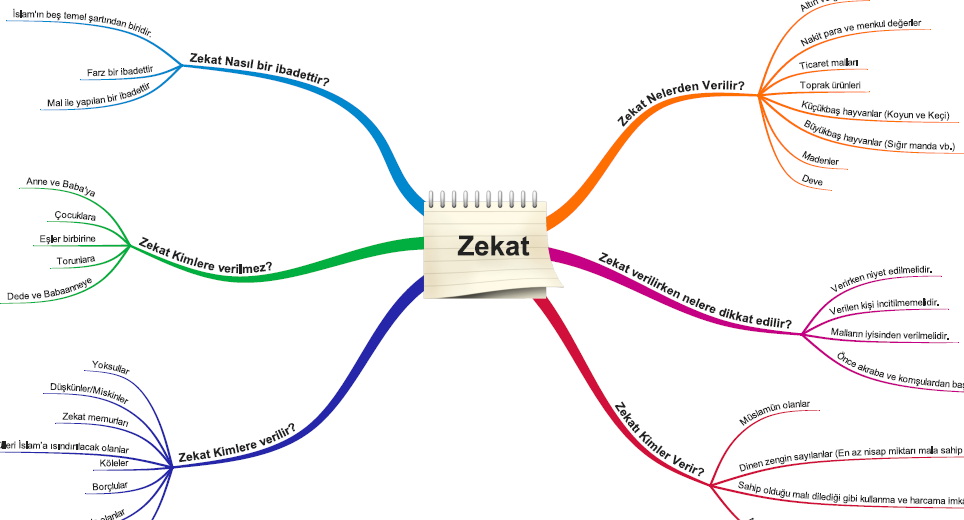 Zekat
Zekat Nasıl bir ibadettir?
İslam'ın beş temel şartından biridir.
Farz bir ibadettir
Mal ile yapılan bir ibadettir
Zekat Kimlere verilmez?
Anne ve Baba'ya
Çocuklara
Eşler birbirine
Torunlara
Dede ve Babaanneye
Zekat Kimlere verilir?
Yoksullar
Düşkünler/Miskinler
Zekat memurları
İslam'a ısındırılacak olanlar
Köleler
Borçlular
olanlar
Zekat Nelerden Verilir?
Altın
Nakit para ve menkul değerler
Ticaret malları
Toprak ürünleri
Küçükbaş hayvanlar (Koyun ve Keçi)
Büyükbaş hayvanlar (Sığır manda vb.)
Madenler
Deve
Zekat verilirken nelere dikkat edilir?
Verirken niyet edilmelidir.
Verilen kişi incitilmemelidir.
Malların iyisinden verilmelidir.
Önce akraba ve komşulardan
Zekatı Kimler Verir?
Müslamün olanlar
Dinen zengin sayılanlar (En az nisap miktarı mala sahip
Sahip olduğu malı dilediği gibi kullanma ve harcama